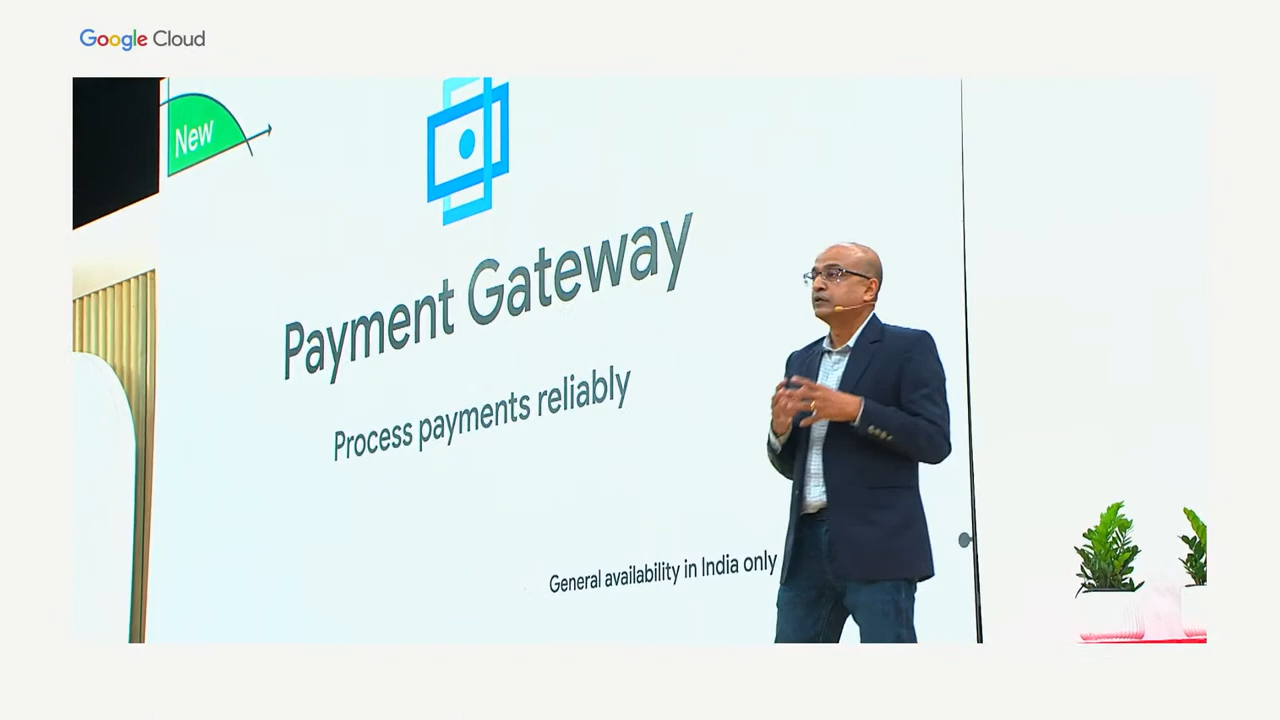 Google Cloud
New
Payment Gateway
Process payments reliably
General availability in India only